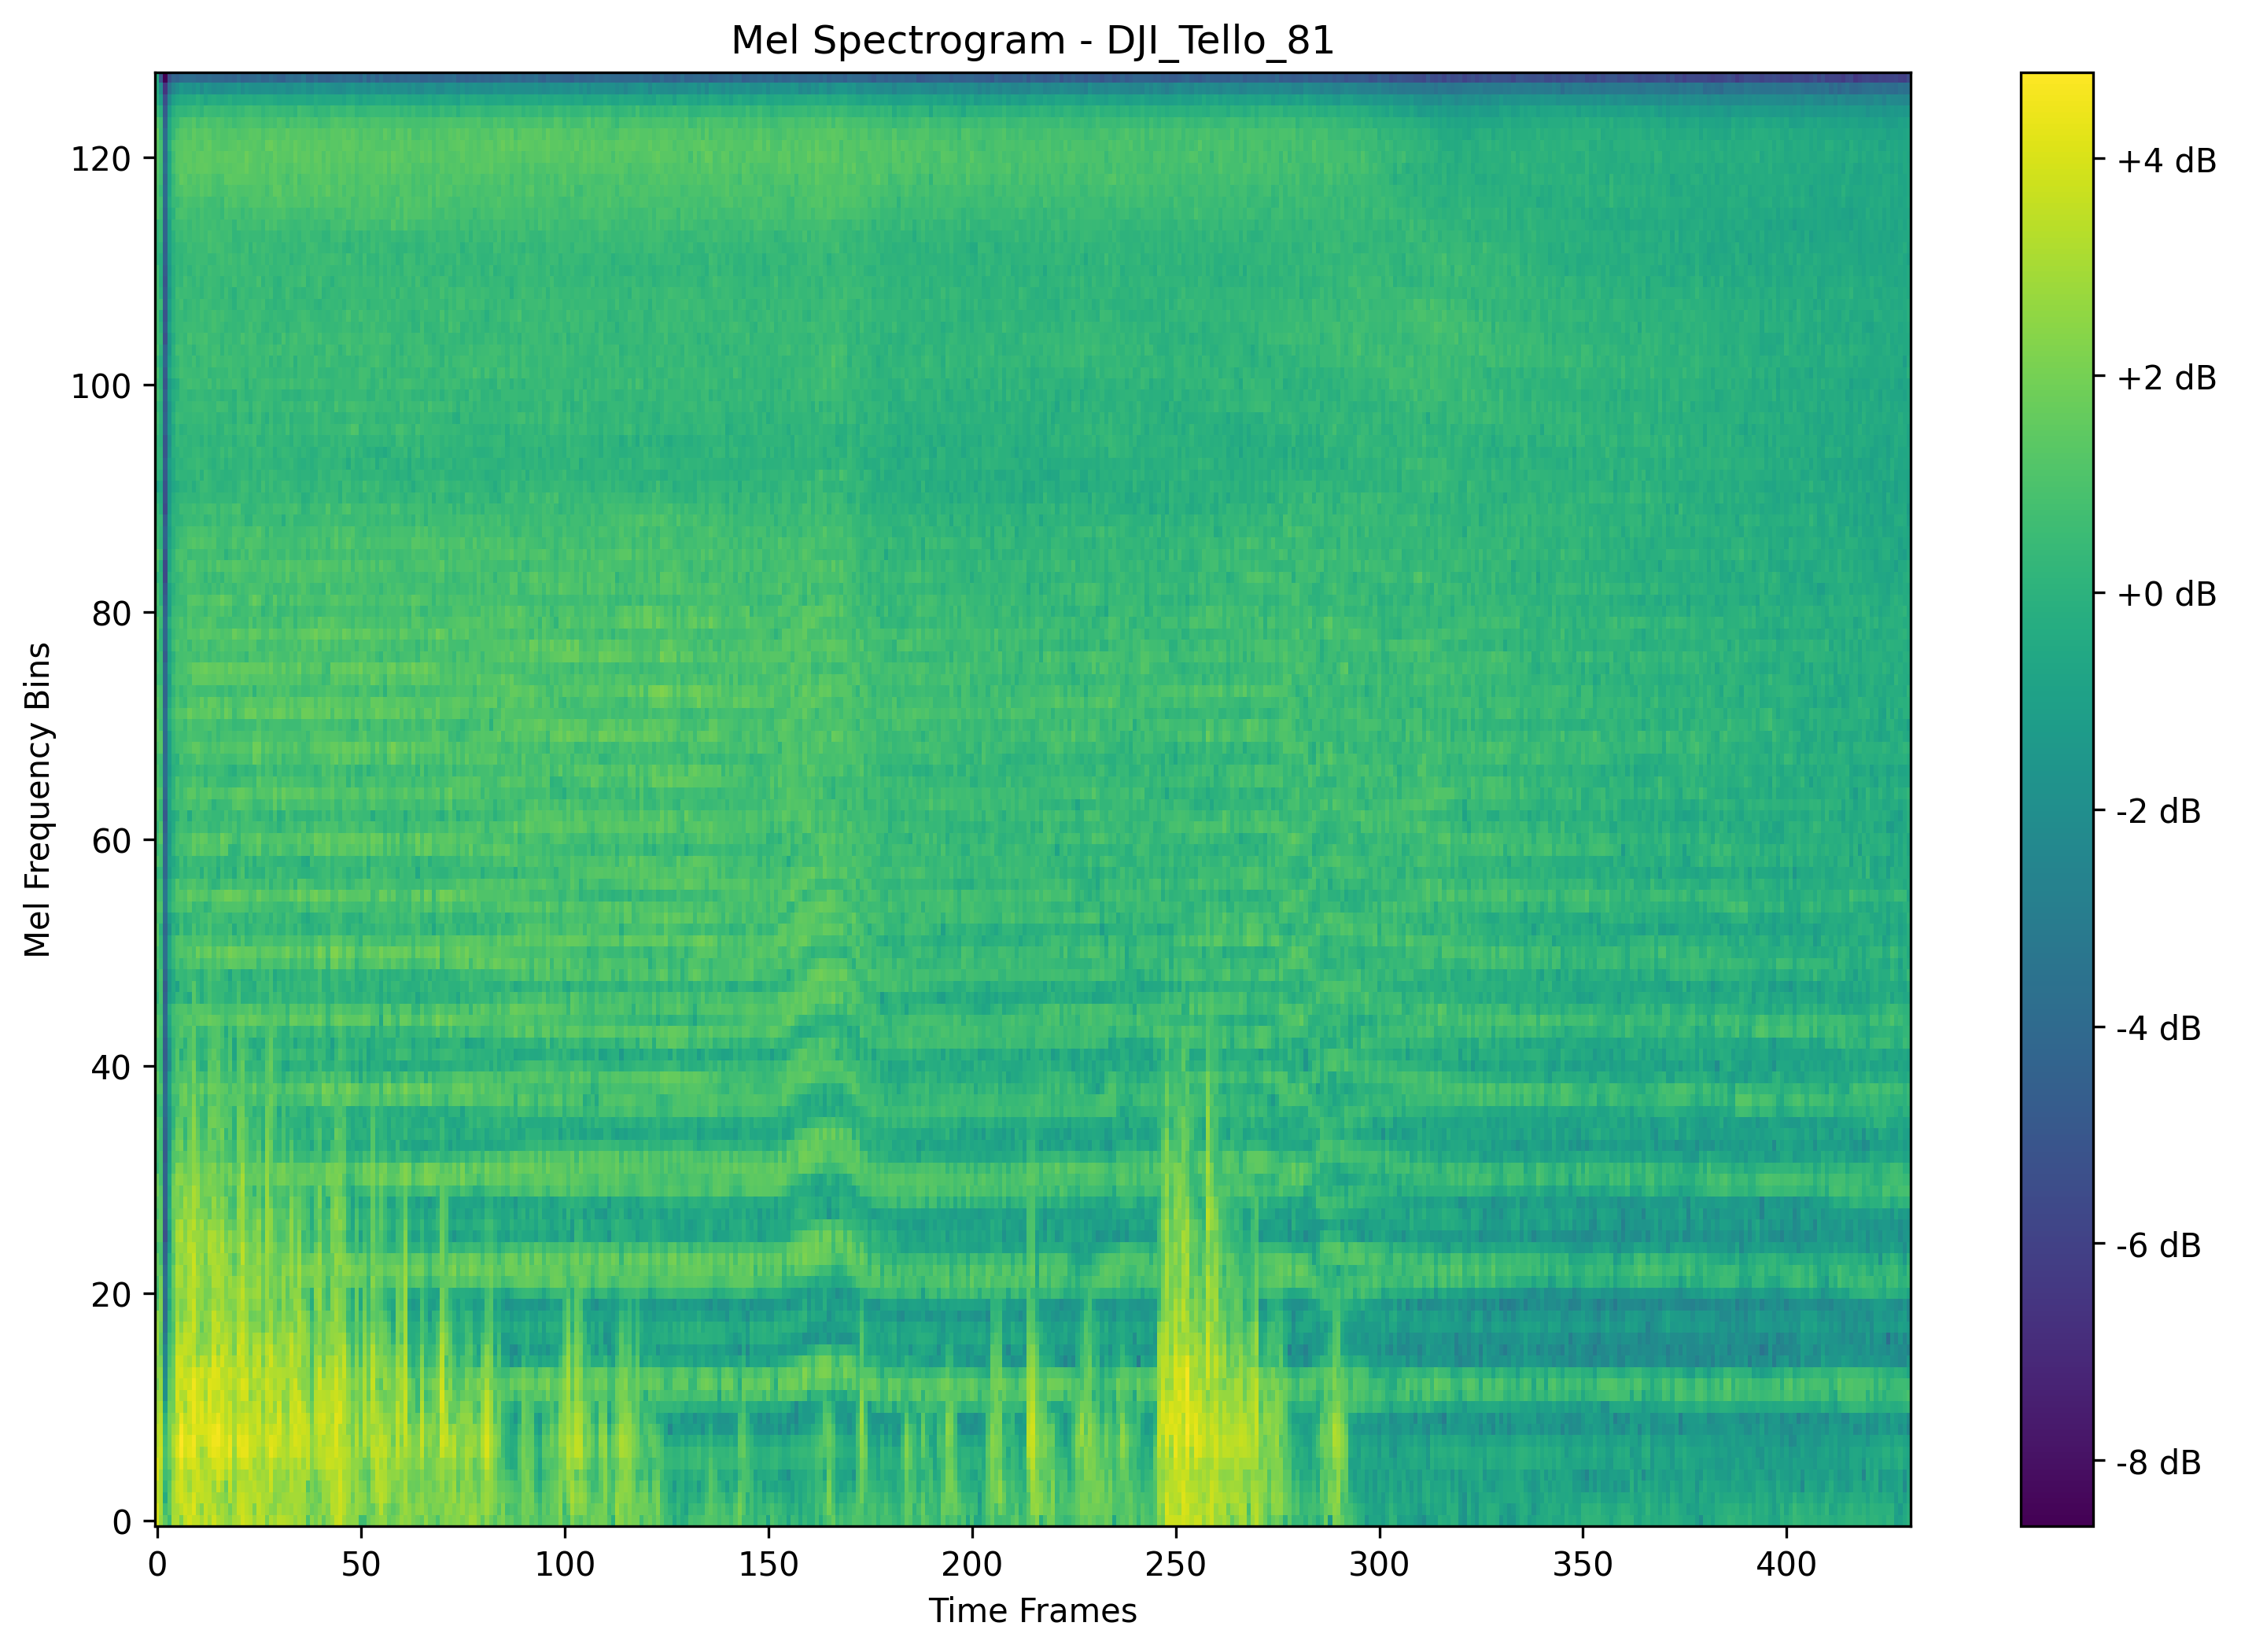 Mel Spectrogram - DJI_Tello_81
Mel Frequency Bins
120
100
80
60
40
20
0
0 50 100 150 200 250 300 350 400
Time Frames
+4 dB
+2 dB
+0 dB
-2 dB
-4 dB
-6 dB
-8 dB